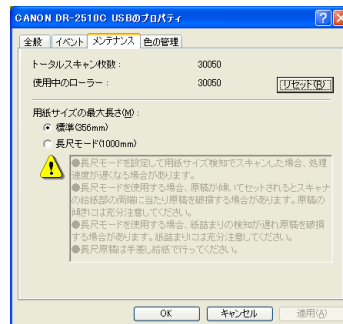 CANON DR-2510C USBのプロパティ
全般 イベント メンテナンス 色の管理
トータルスキャン枚数： 30050
使用中のローラー： 30050 リセット(R)
用紙サイズの最大長さ(M)：
標準(356mm)
長尺モード(1000mm)
●長尺モードを設定して用紙サイズ検知でスキャンした場合、処理
速度が遅くなる場合があります。
●長尺モードを使用する場合、原稿が傾いてセットされるとスキャナ
の給紙部の両端に当たり原稿を破損する場合があります。原稿の
傾きには充分注意してください。
●長尺モードを使用する場合、紙詰まりの検知が遅れ原稿を破損
する場合があります。紙詰まりには充分注意してください。
●長尺原稿は手差し給紙で行ってください。
OK キャンセル 適用(A)